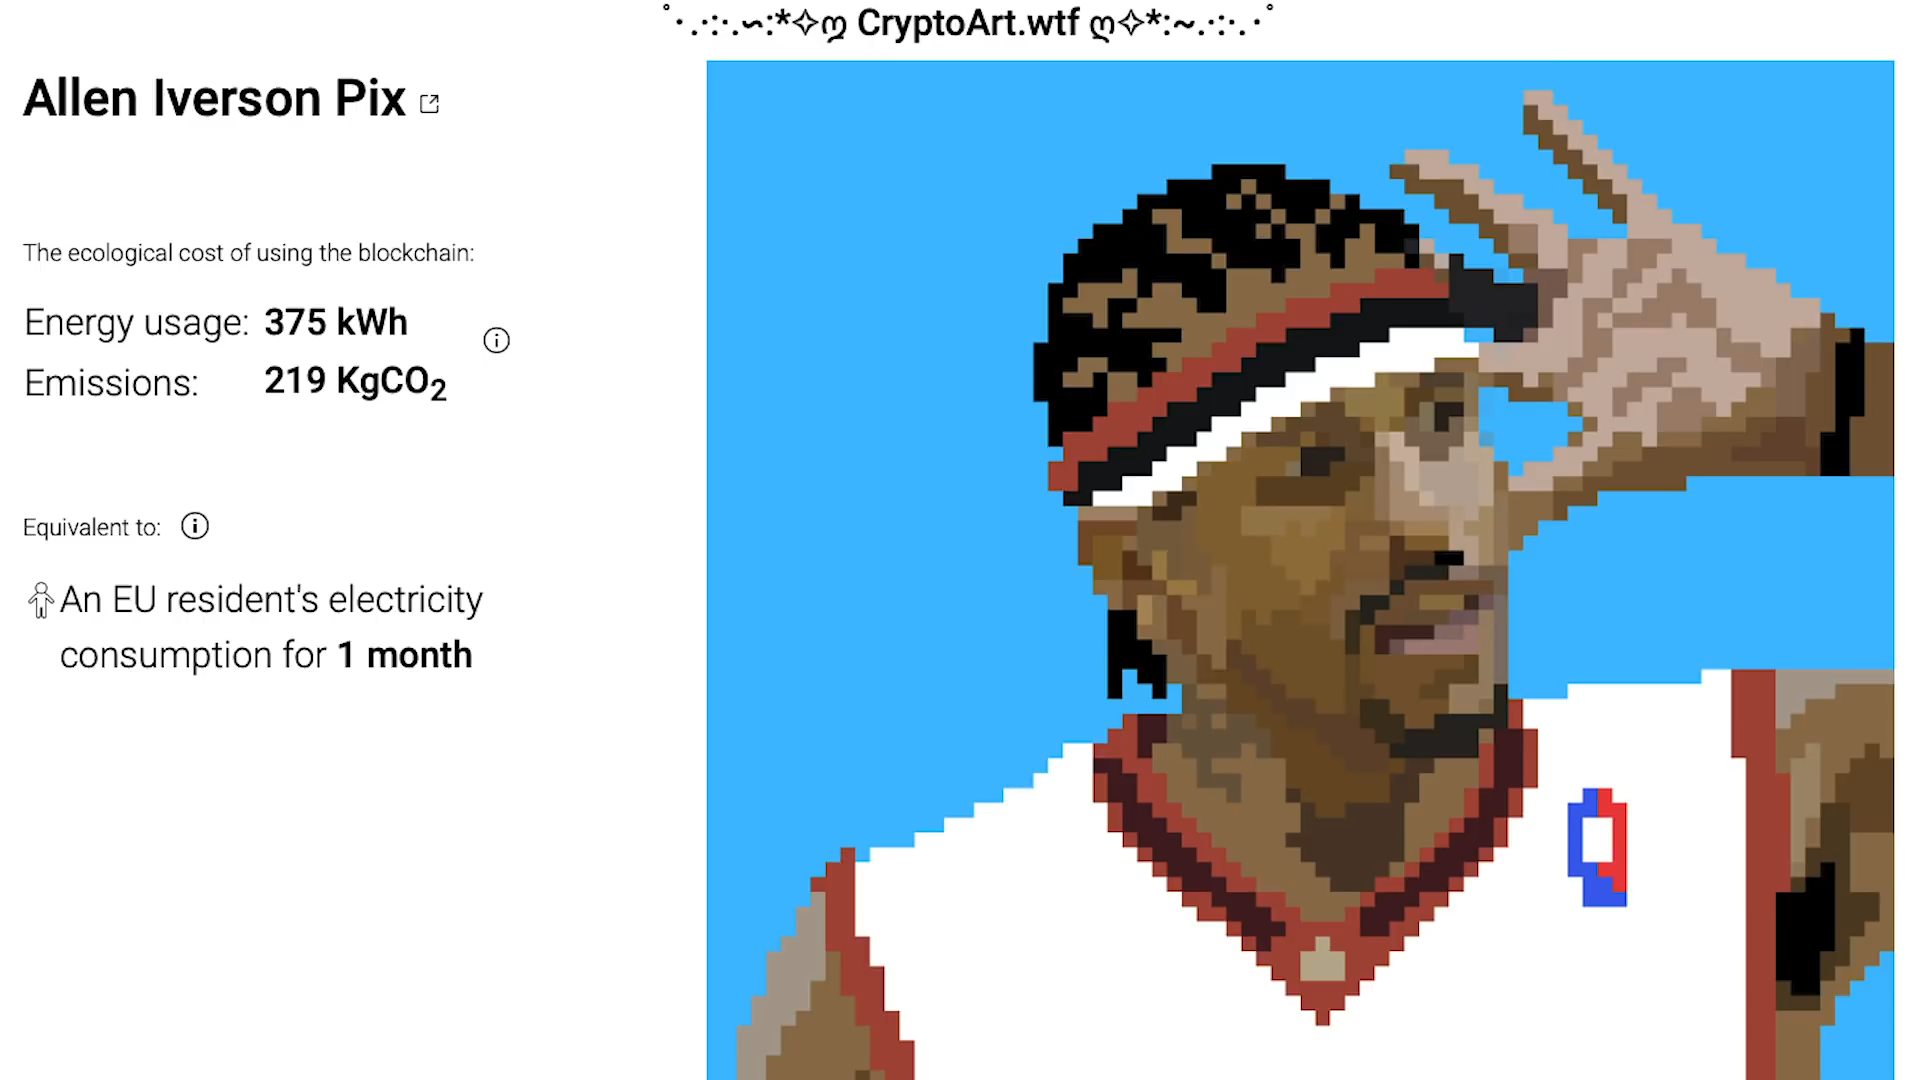 ˚·.·:·.∽:*✧ღ CryptoArt.wtf ღ✧*:~.·:·.·˚
Allen Iverson Pix
The ecological cost of using the blockchain:
Energy usage: 375 kWh
Emissions: 219 KgCO₂
Equivalent to:
An EU resident's electricity
consumption for 1 month